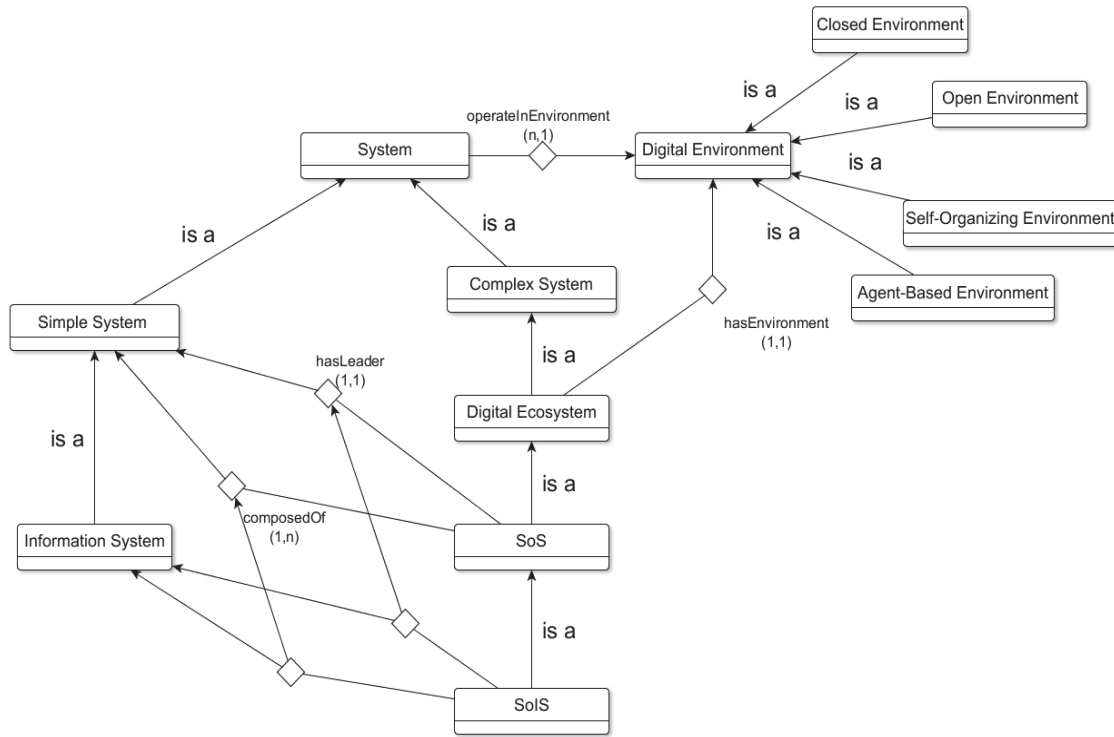 Closed Environment
is a
Open Environment
is a
operateInEnvironment
(n,1)
System
Digital Environment
is a
Self-Organizing Environment
is a
is a
is a
Complex System
Agent-Based Environment
Simple System
hasEnvironment
(1,1)
hasLeader
(1,1)
is a
Digital Ecosystem
is a
is a
composedOf
(1,n)
Information System
SoS
is a
SoIS